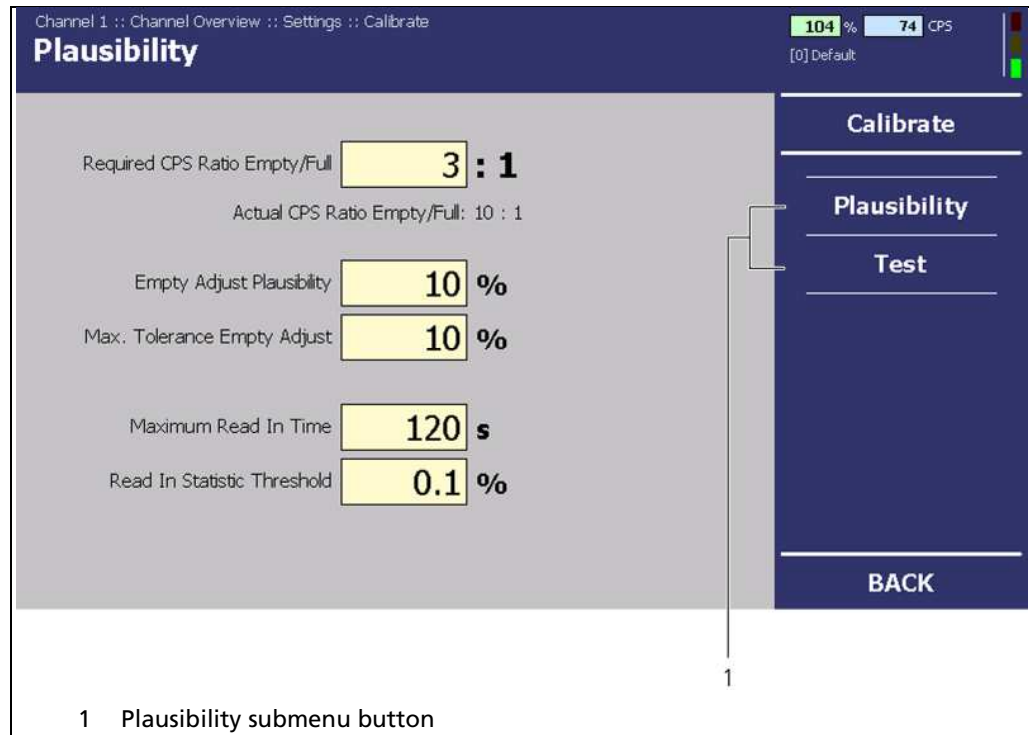 Channel 1 :: Channel Overview :: Settings :: Calibrate
Plausibility
104 % 74 CPS
[0] Default
Calibrate
Required CPS Ratio Empty/Full 3 : 1
Actual CPS Ratio Empty/Full: 10 : 1
Plausibility
Test
Empty Adjust Plausibility 10 %
Max. Tolerance Empty Adjust 10 %
Maximum Read In Time 120 s
Read In Statistic Threshold 0.1 %
1
BACK
1
1 Plausibility submenu button